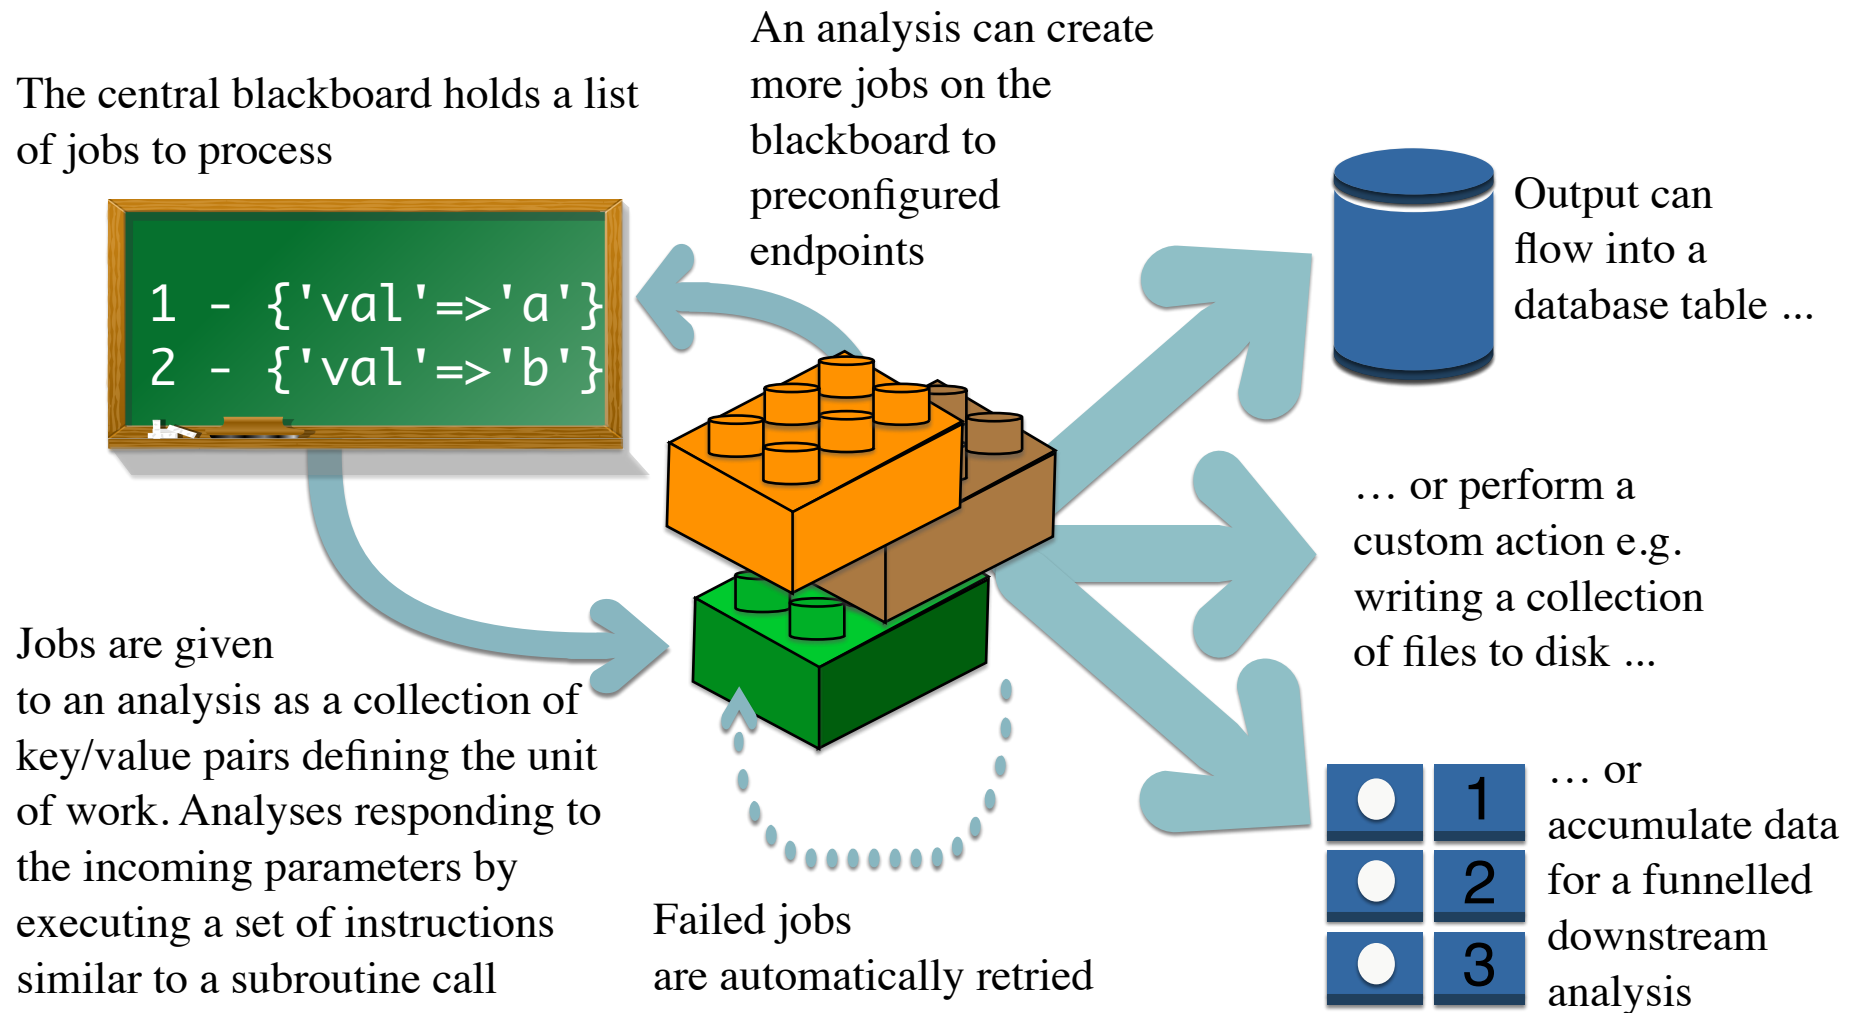 The central blackboard holds a list
of jobs to process
1 - {'val'=>'a'}
2 - {'val'=>'b'}
An analysis can create
more jobs on the
blackboard to
preconfigured
endpoints
Output can
flow into a
database table ...
… or perform a
custom action e.g.
writing a collection
of files to disk ...
Jobs are given
to an analysis as a collection of
key/value pairs defining the unit
of work. Analyses responding to
the incoming parameters by
executing a set of instructions
similar to a subroutine call
Failed jobs
are automatically retried
1
2
3
… or
accumulate data
for a funnelled
downstream
analysis